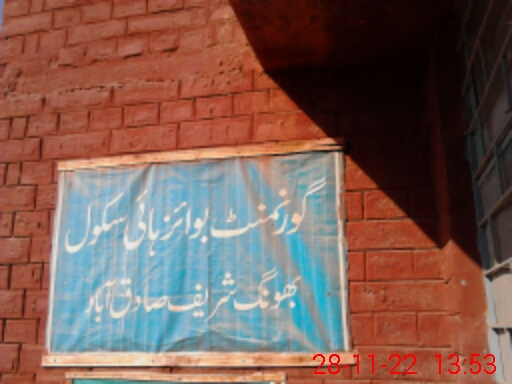 گورنمنٹ بوائز ہائی سکول
بھونگ شریف صادق آباد
28-11-22 13:53